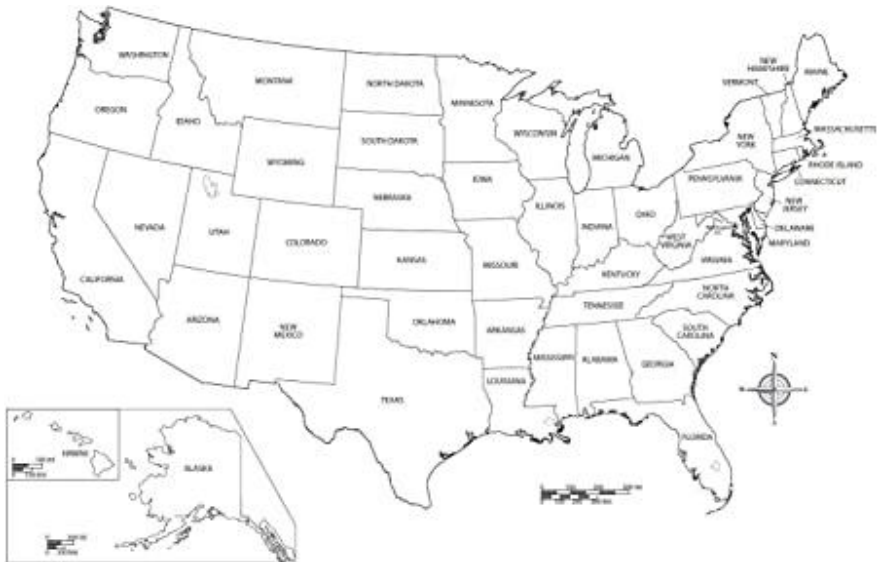 WASHINGTON
MONTANA
NORTH DAKOTA
MINNESOTA
NEW
HAMPSHIRE
VERMONT
MAINE
OREGON
IDAHO
SOUTH DAKOTA
WISCONSIN
MICHIGAN
NEW
YORK
MASSACHUSETTS
RHODE ISLAND
CONNECTICUT
WYOMING
IOWA
PENNSYLVANIA
NEBRASKA
NEVADA
UTAH
COLORADO
ILLINOIS
INDIANA
OHIO
NEW
JERSEY
DELAWARE
MARYLAND
WEST
VIRGINIA
VIRGINIA
KANSAS
MISSOURI
KENTUCKY
CALIFORNIA
NORTH
CAROLINA
TENNESSEE
ARIZONA
NEW
MEXICO
OKLAHOMA
ARKANSAS
SOUTH
CAROLINA
MISSISSIPPI
ALABAMA
GEORGIA
LOUISIANA
TEXAS
N
FLORIDA
HAWAII
ALASKA